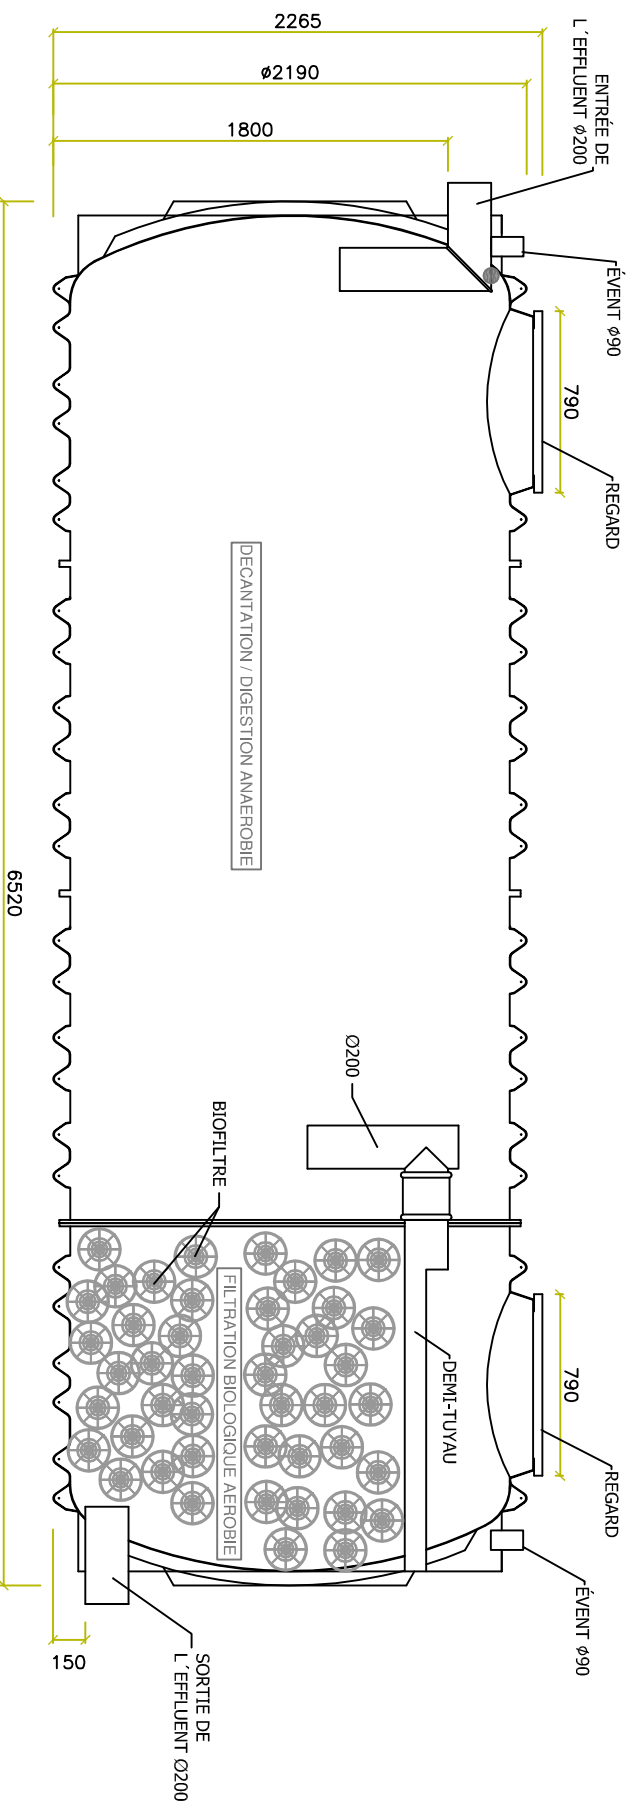 2265
ø2190
1800
ENTRÉE DE
L ´EFFLUENT ø200
ÉVENT ø90
790
REGARD
DECANTATION / DIGESTION ANAEROBIE
6520
Ø200
BIOFILTRE
FILTRATION BIOLOGIQUE AEROBIE
DEMI-TUYAU
790
REGARD
ÉVENT ø90
150
SORTIE DE
L ´EFFLUENT Ø200